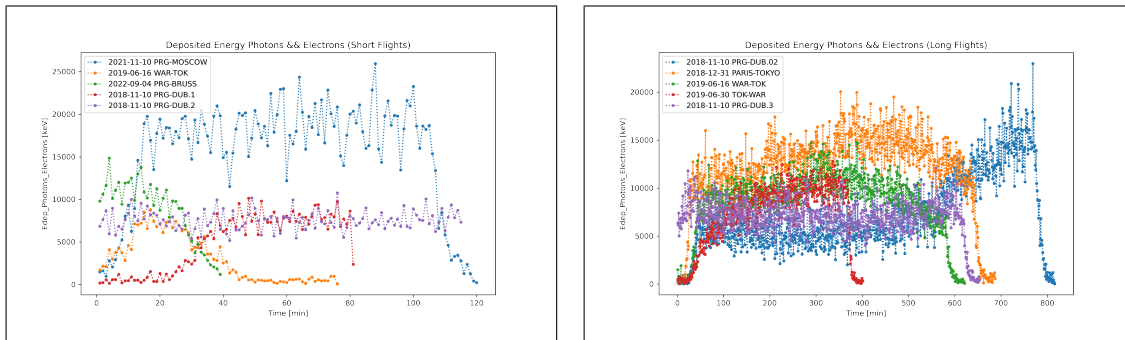 Deposited Energy Photons && Electrons (Short Flights)
2021-11-10 PRG-MOSCOW
2019-06-16 WAR-TOK
2022-09-04 PRG-BRUSS
2018-11-10 PRG-DUB.1
2018-11-10 PRG-DUB.2
Edep_Photons_Electrons [keV]
25000
20000
15000
10000
5000
0
0 20 40 60 80 100 120
Time [min]
Deposited Energy Photons && Electrons (Long Flights)
2018-11-10 PRG-DUB.02
2018-12-31 PARIS-TOKYO
2019-06-16 WAR-TOK
2019-06-30 TOK-WAR
2018-11-10 PRG-DUB.3
Edep_Photons_Electrons [keV]
20000
15000
10000
5000
0
0 100 200 300 400 500 600 700 800
Time [min]